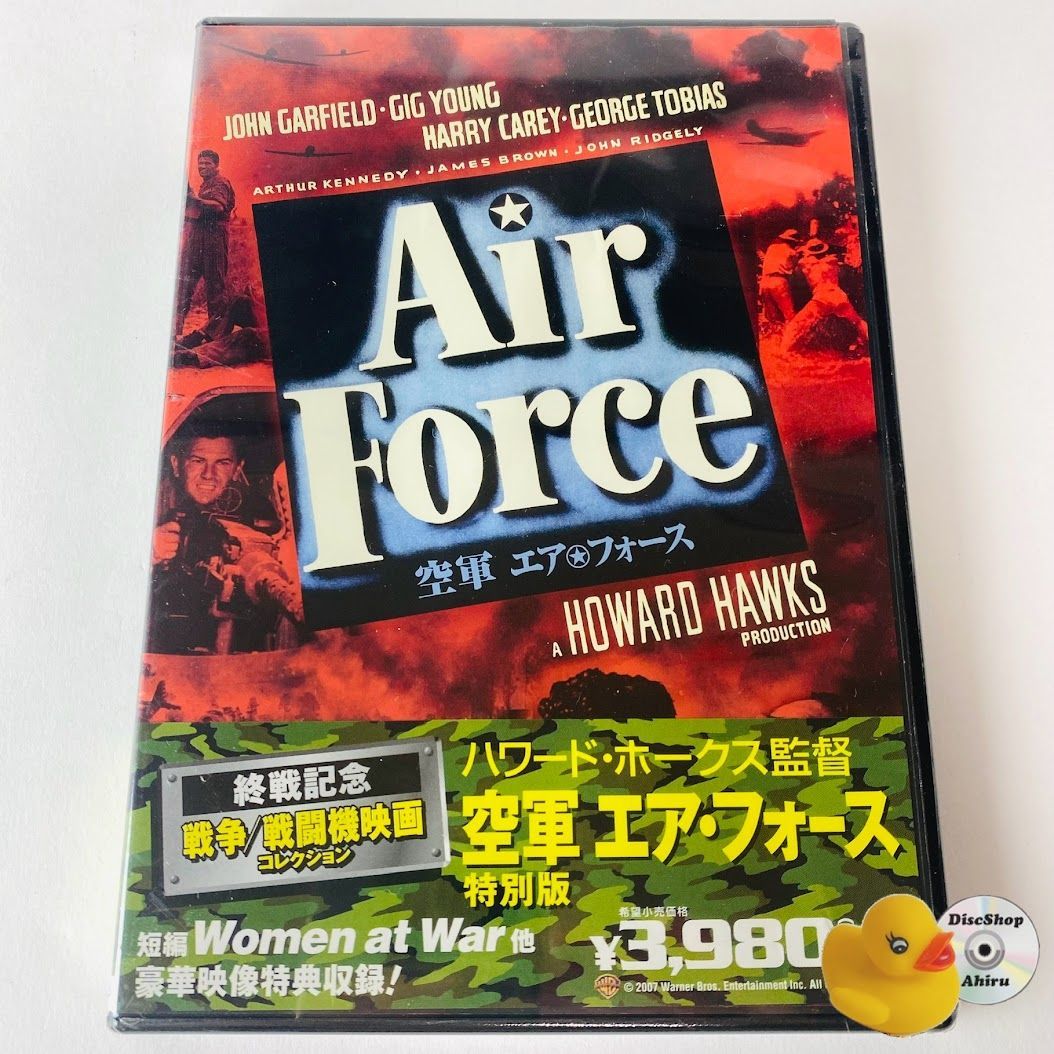 JOHN GARFIELD · GIG YOUNG
HARRY CAREY · GEORGE TOBIAS
ARTHUR KENNEDY · JAMES BROWN · JOHN RIDGELY
Air
Force
空軍 エア★フォース
A HOWARD HAWKS
PRODUCTION
終戦記念
戦争/戦闘機映画
コレクション
ハワード・ホークス監督
空軍 エア・フォース
特別版
短編 Women at War 他
豪華映像特典収録!
希望小売価格
¥3,980
© 2007 Warner Bros. Entertainment Inc. All
DiscShop
Ahiru